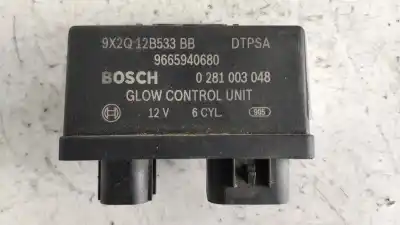 9X2Q 12B533 BB DTPSA
9665940680
BOSCH 0 281 003 048
GLOW CONTROL UNIT
12 V 6 CYL.